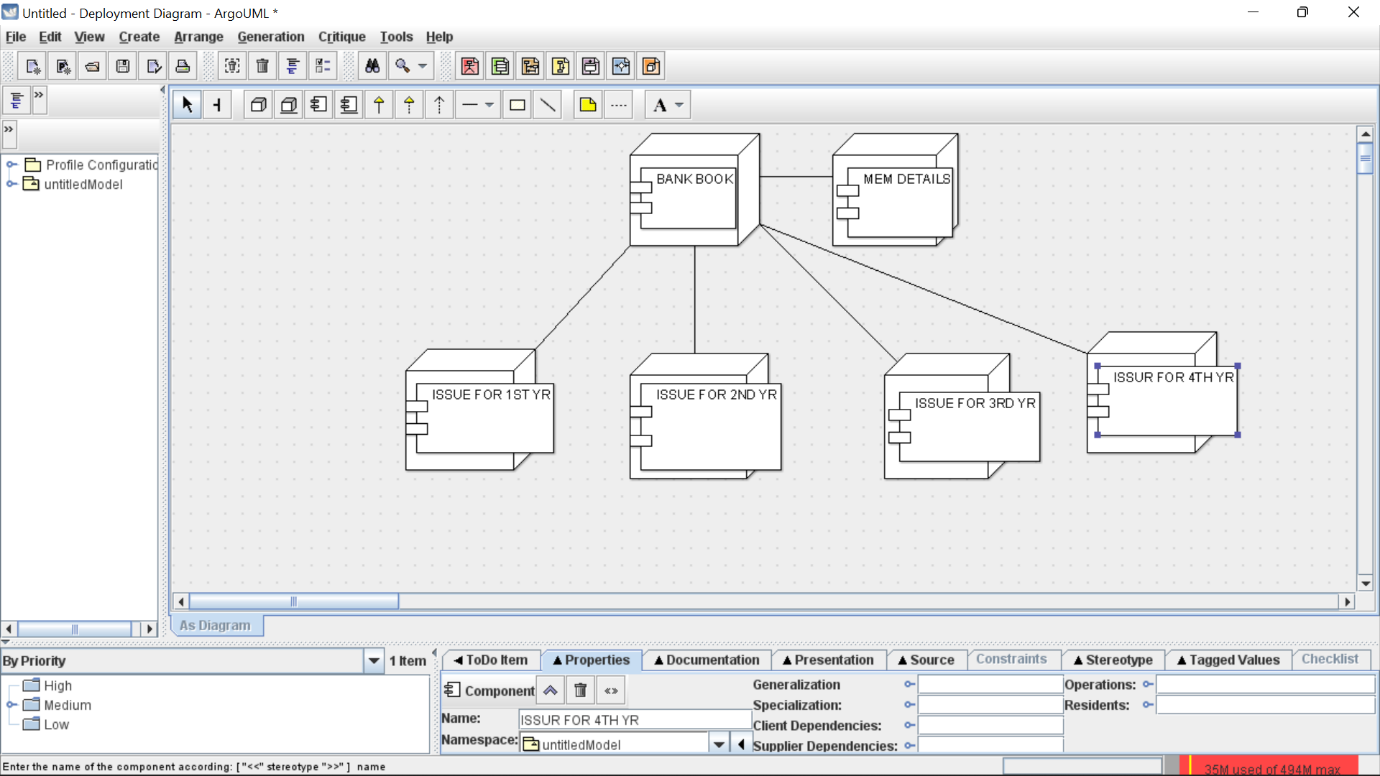 Untitled - Deployment Diagram - ArgoUML *
File Edit View Create Arrange Generation Critique Tools Help
A
Profile Configuratio
untitledModel
BANK BOOK
MEM DETAILS
ISSUE FOR 1ST YR
ISSUE FOR 2ND YR
ISSUE FOR 3RD YR
ISSUR FOR 4TH YR
As Diagram
By Priority
1 Item
High
Medium
Low
ToDo Item
Properties
Documentation
Presentation
Source
Constraints
Stereotype
Tagged Values
Checklist
Component
Name: ISSUR FOR 4TH YR
Namespace: untitledModel
Generalization
Specialization:
Client Dependencies:
Supplier Dependencies:
Operations:
Residents:
Enter the name of the component according: ["<<" stereotype ">>" ] name
35M used of 494M max